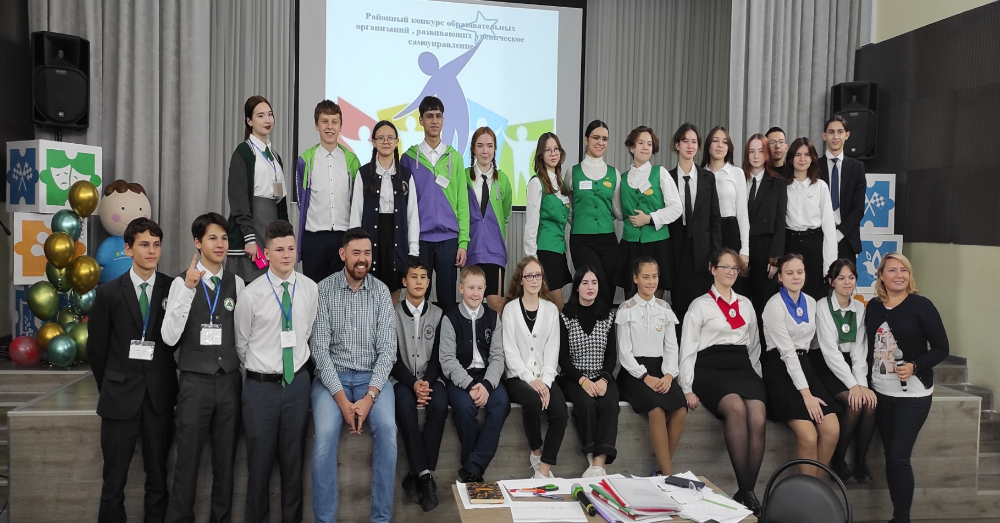 Районный конкурс образовательных
организаций , развивающих ученическое
самоуправление